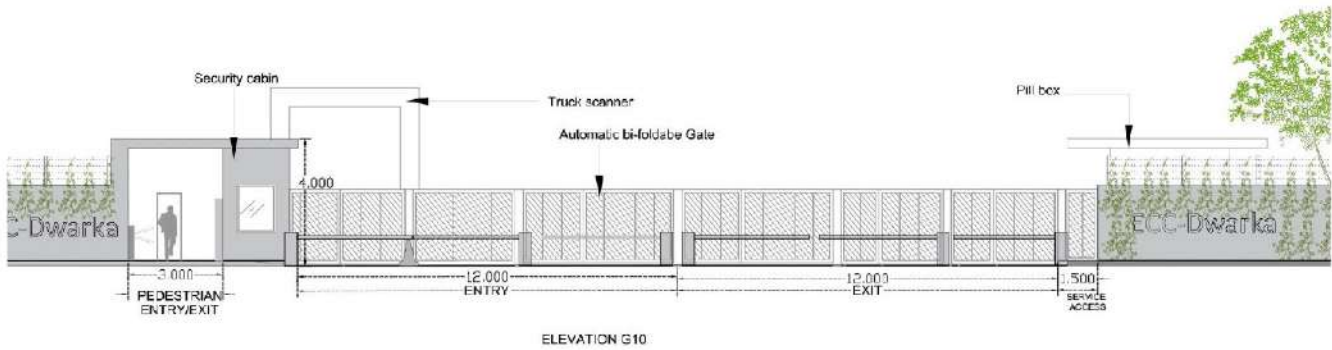 Security cabin
Truck scanner
Automatic bi-foldabe Gate
Pill box
4.000
C-Dwarka
ECC-Dwarka
3.000
12.000
12.000
1.500
PEDESTRIAN
ENTRY/EXIT
ENTRY
EXIT
SERVICE
ACCESS
ELEVATION G10